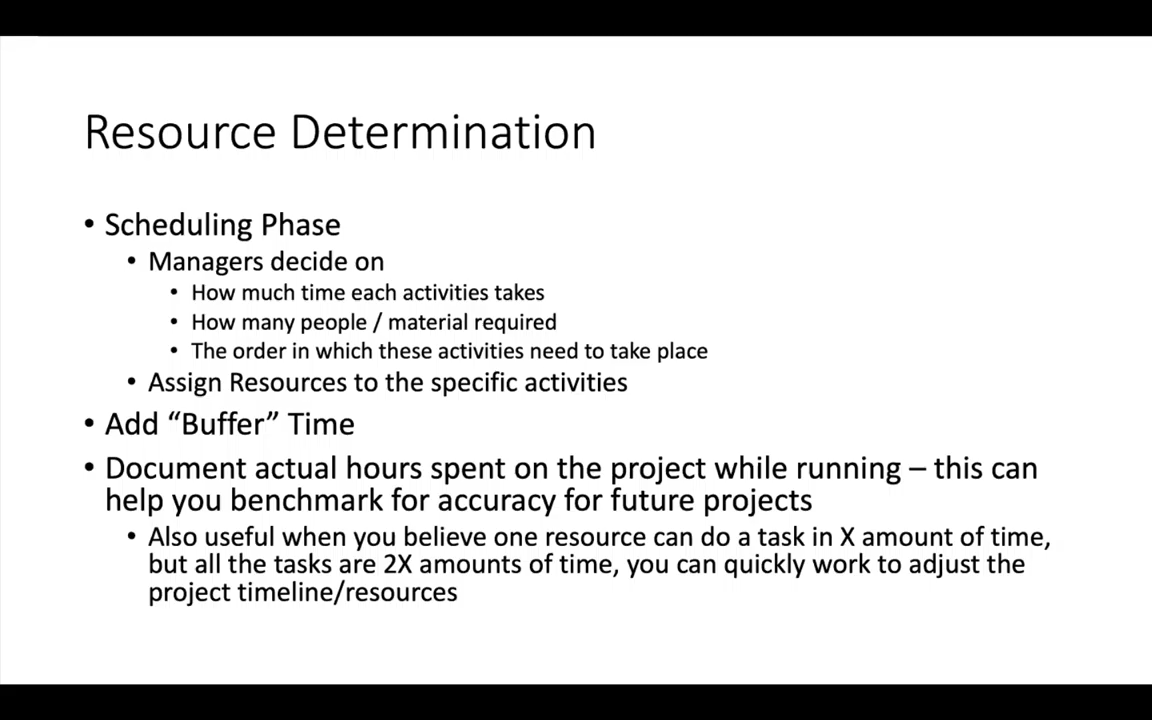 Resource Determination
• Scheduling Phase
• Managers decide on
• How much time each activities takes
• How many people / material required
• The order in which these activities need to take place
• Assign Resources to the specific activities
• Add “Buffer” Time
• Document actual hours spent on the project while running – this can
help you benchmark for accuracy for future projects
• Also useful when you believe one resource can do a task in X amount of time,
but all the tasks are 2X amounts of time, you can quickly work to adjust the
project timeline/resources